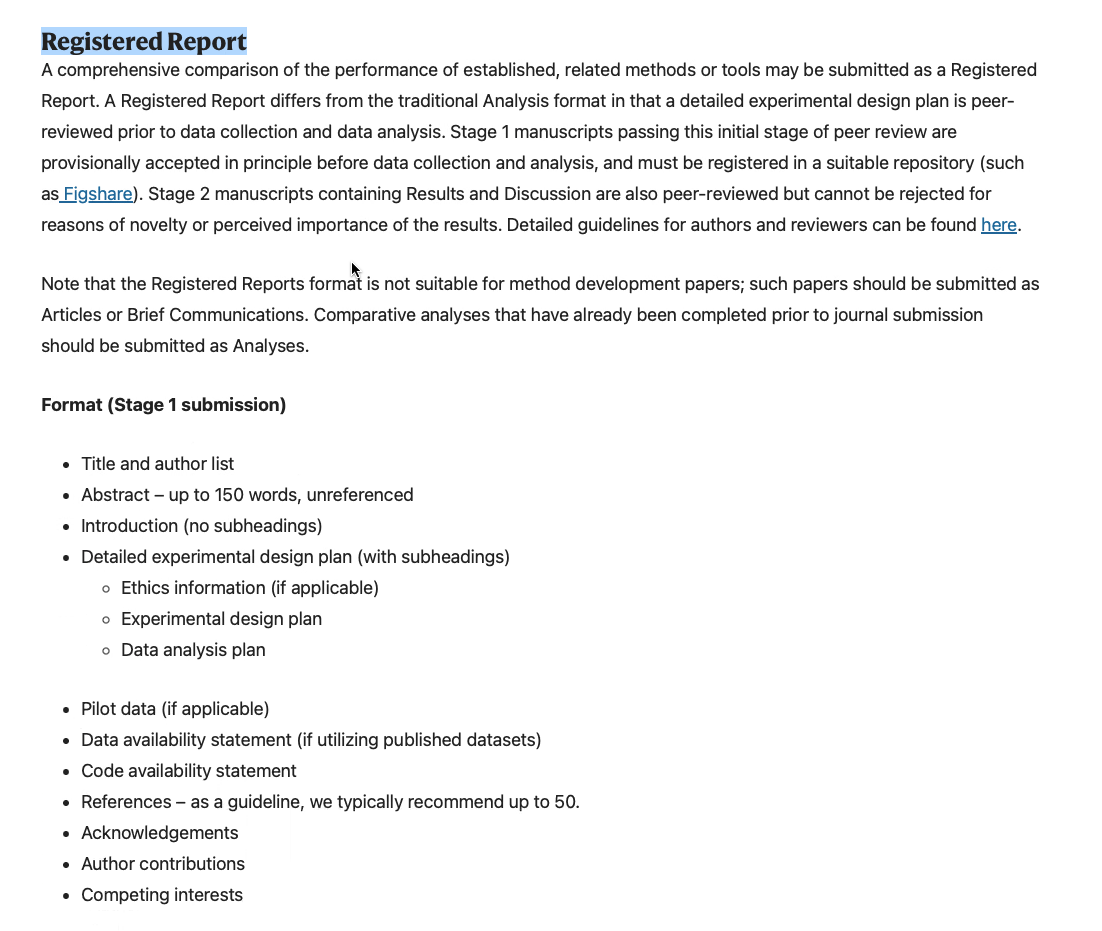 Registered Report
A comprehensive comparison of the performance of established, related methods or tools may be submitted as a Registered
Report. A Registered Report differs from the traditional Analysis format in that a detailed experimental design plan is peer-
reviewed prior to data collection and data analysis. Stage 1 manuscripts passing this initial stage of peer review are
provisionally accepted in principle before data collection and analysis, and must be registered in a suitable repository (such
as Figshare). Stage 2 manuscripts containing Results and Discussion are also peer-reviewed but cannot be rejected for
reasons of novelty or perceived importance of the results. Detailed guidelines for authors and reviewers can be found here.
Note that the Registered Reports format is not suitable for method development papers; such papers should be submitted as
Articles or Brief Communications. Comparative analyses that have already been completed prior to journal submission
should be submitted as Analyses.
Format (Stage 1 submission)
• Title and author list
• Abstract – up to 150 words, unreferenced
• Introduction (no subheadings)
• Detailed experimental design plan (with subheadings)
◦ Ethics information (if applicable)
◦ Experimental design plan
◦ Data analysis plan
• Pilot data (if applicable)
• Data availability statement (if utilizing published datasets)
• Code availability statement
• References – as a guideline, we typically recommend up to 50.
• Acknowledgements
• Author contributions
• Competing interests